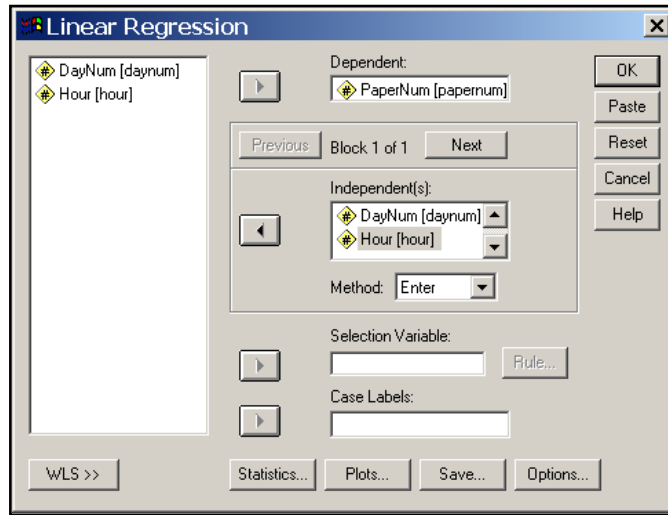 Linear Regression
DayNum [daynum]
Hour [hour]
Dependent:
PaperNum [papernum]
Previous
Block 1 of 1
Next
Independent(s):
DayNum [daynum]
Hour [hour]
Method:
Enter
Selection Variable:
Rule...
Case Labels:
WLS >>
Statistics...
Plots...
Save...
Options...
OK
Paste
Reset
Cancel
Help